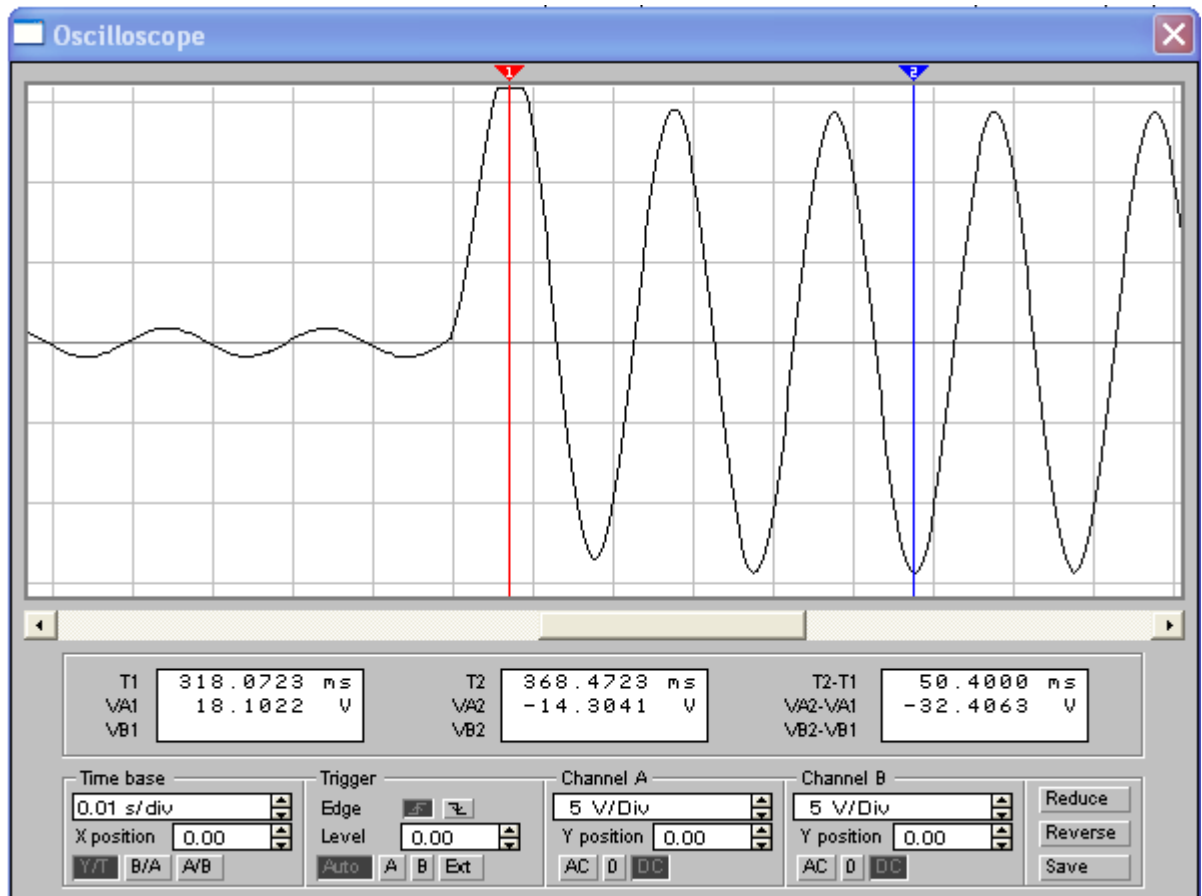 Oscilloscope
1 2
T1 318.0723 ms T2 368.4723 ms T2-T1 50.4000 ms
VA1 18.1022 V VA2 -14.3041 V VA2-VA1 -32.4063 V
VB1 VB2 VB2-VB1
Time base Trigger Channel A Channel B
0.01 s/div Edge 5 V/Div 5 V/Div Reduce
X position 0.00 Level 0.00 Y position 0.00 Y position 0.00 Reverse
Y/T B/A A/B Auto A B Ext AC 0 DC AC 0 DC Save